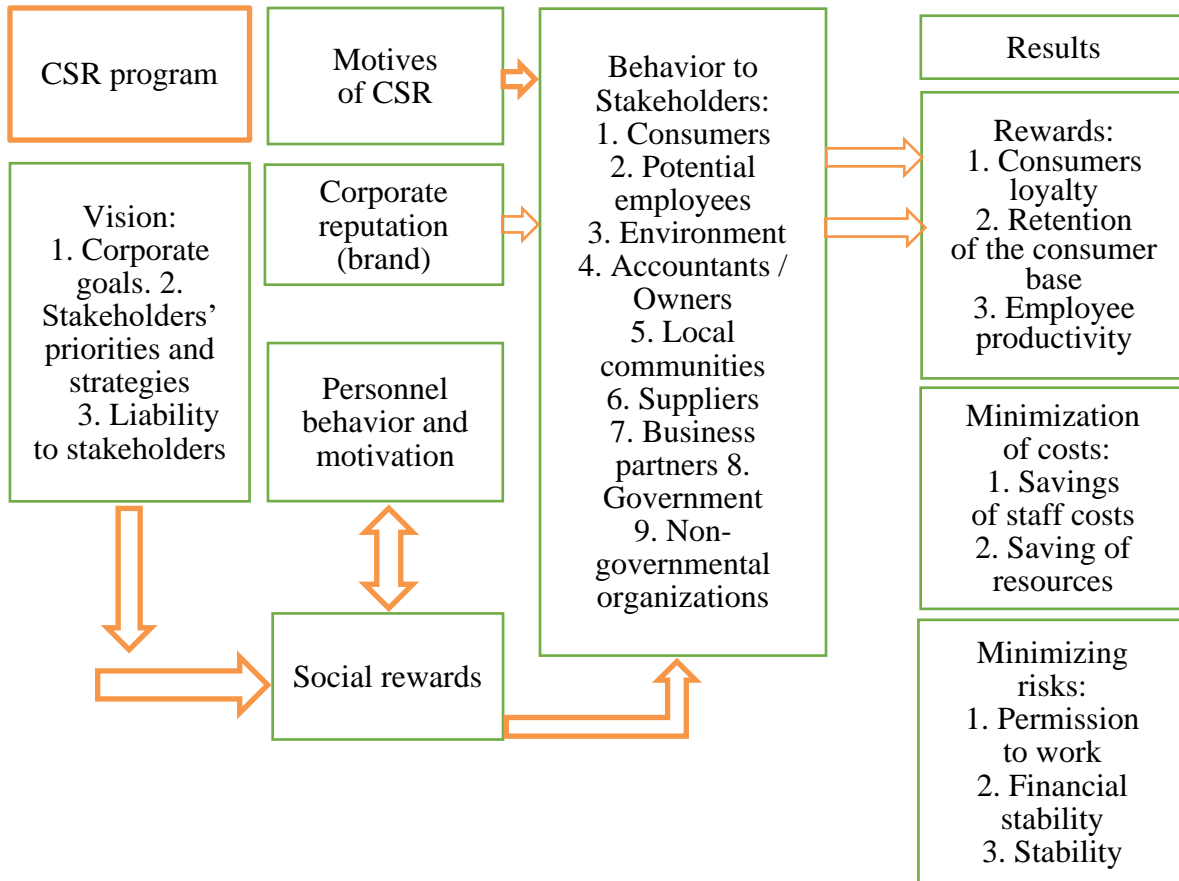 CSR program
Motives
of CSR
Corporate
reputation
(brand)
Vision:
1. Corporate
goals. 2.
Stakeholders’
priorities and
strategies
3. Liability
to stakeholders
Personnel
behavior and
motivation
Social rewards
Behavior to
Stakeholders:
1. Consumers
2. Potential
employees
3. Environment
4. Accountants /
Owners
5. Local
communities
6. Suppliers
7. Business
partners 8.
Government
9. Non-
governmental
organizations
Results
Rewards:
1. Consumers
loyalty
2. Retention
of the consumer
base
3. Employee
productivity
Minimization
of costs:
1. Savings
of staff costs
2. Saving of
resources
Minimizing
risks:
1. Permission
to work
2. Financial
stability
3. Stability